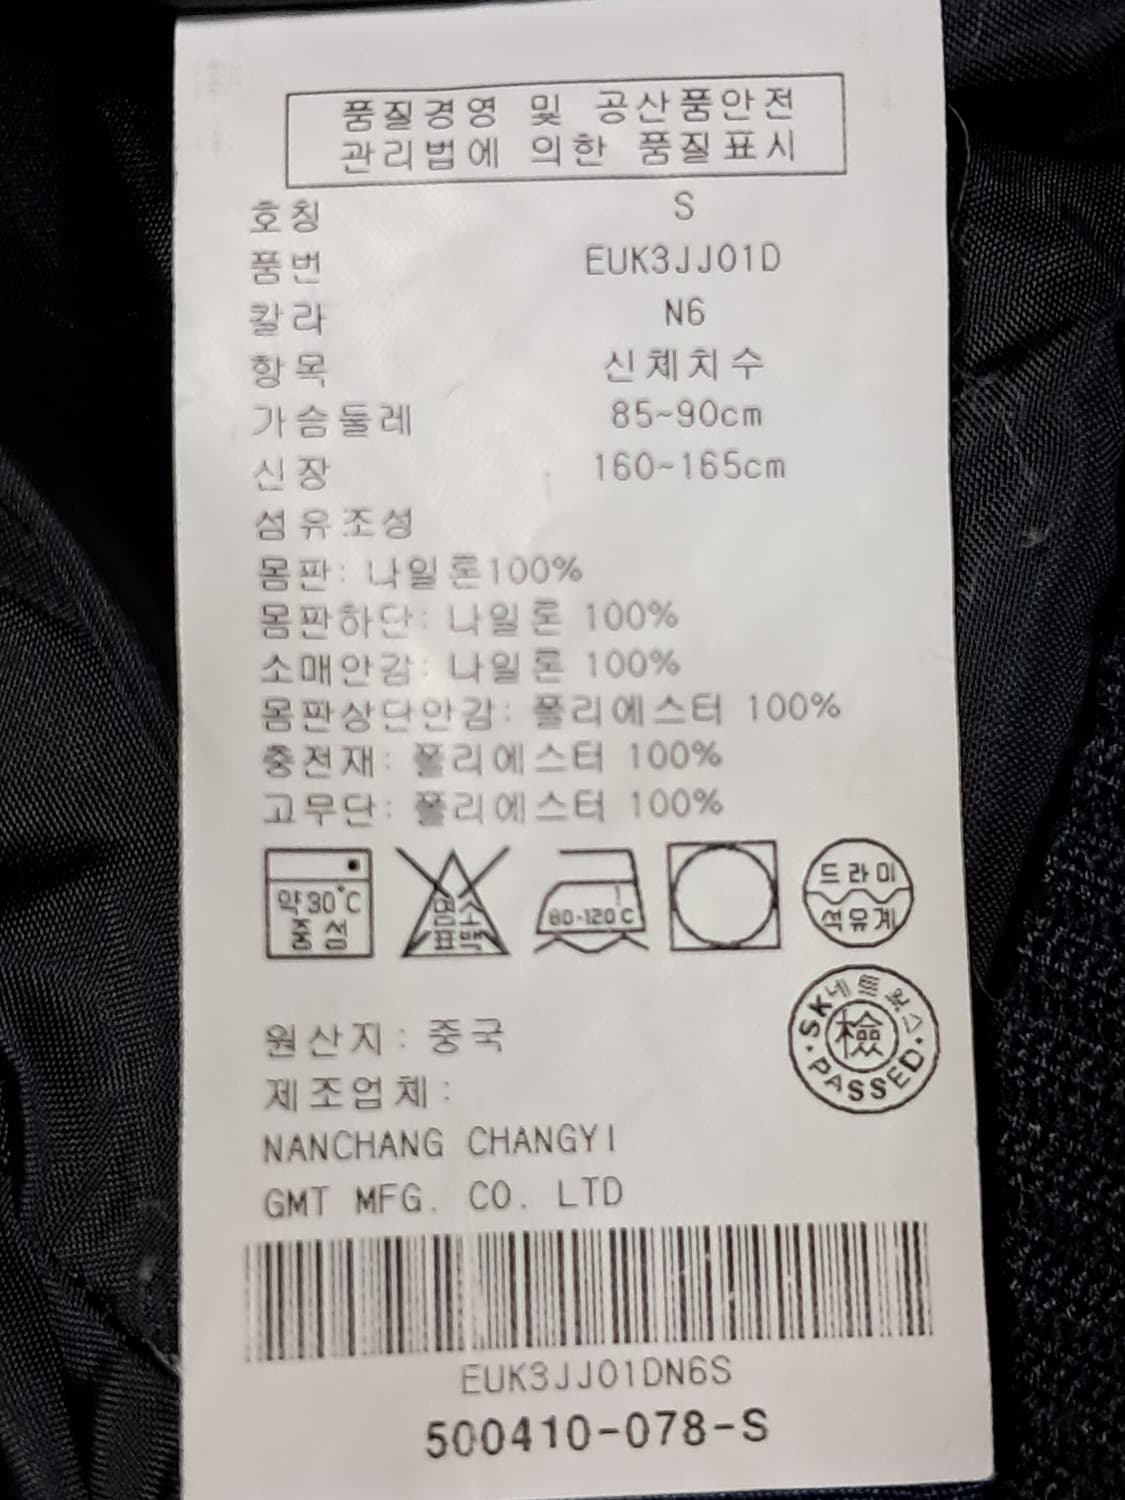 품질경영 및 공산품안전
관리법에 의한 품질표시
호칭 S
품번 EUK3JJ01D
칼라 N6
항목 신체치수
가슴둘레 85~90cm
신장 160~165cm
섬유조성
몸판: 나일론100%
몸판하단: 나일론 100%
소매안감: 나일론 100%
몸판상단안감: 폴리에스터 100%
충전재: 폴리에스터 100%
고무단: 폴리에스터 100%
약30℃
중성
염소
표백
80-120℃
드라이
석유계
SK네트웍스
檢
PASSED
원산지: 중국
제조업체:
NANCHANG CHANGYI
GMT MFG. CO. LTD
EUK3JJ01DN6S
500410-078-S